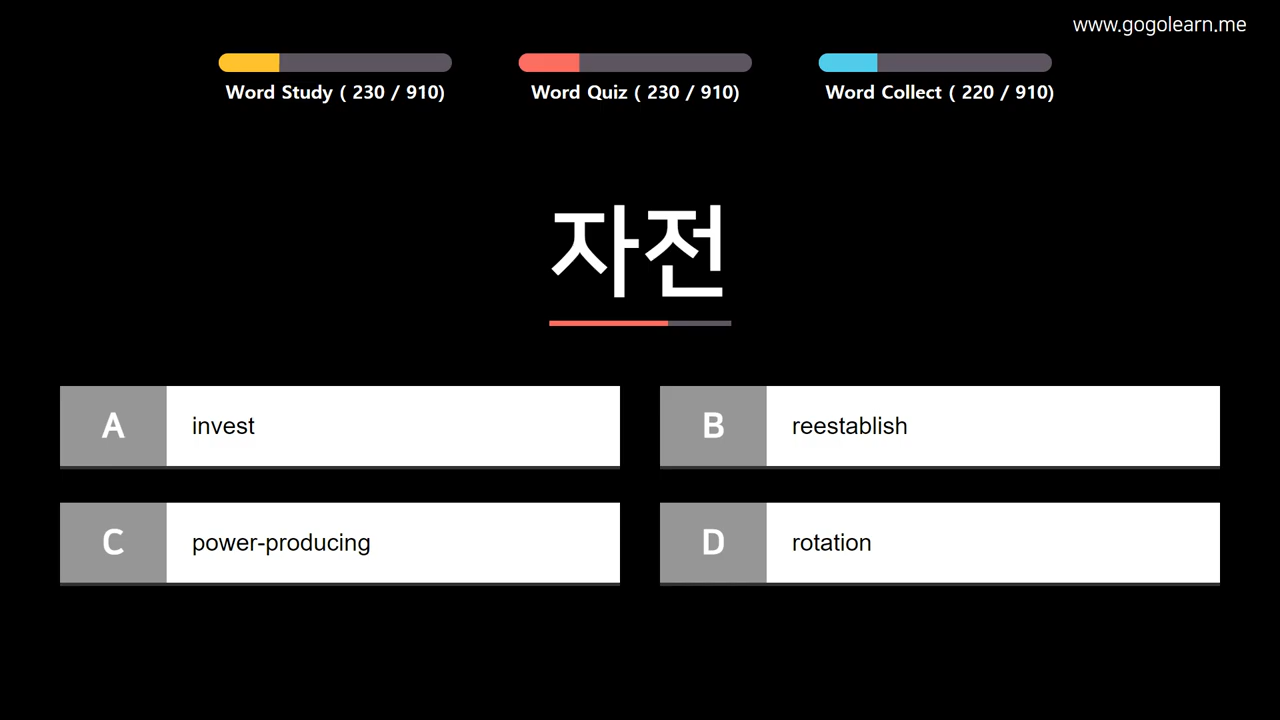 www.gogolearn.me
Word Study ( 230 / 910)
Word Quiz ( 230 / 910)
Word Collect ( 220 / 910)
자전
A
invest
B
reestablish
C
power-producing
D
rotation